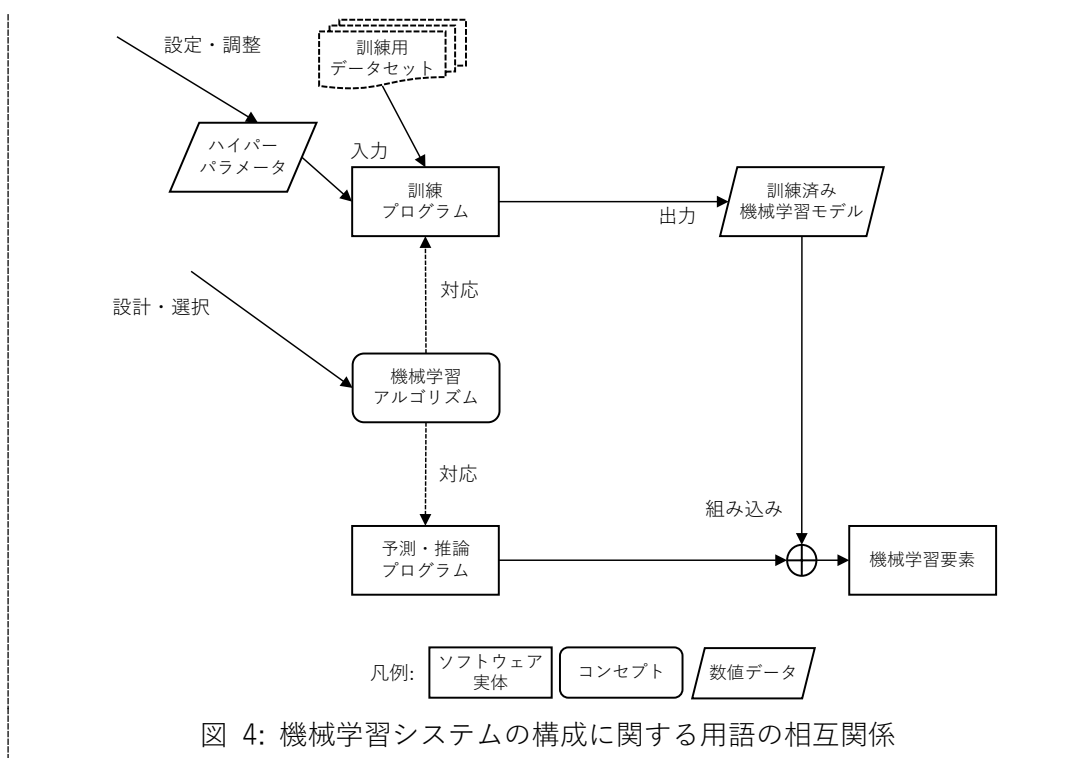 設定・調整
訓練用
データセット
ハイパー
パラメータ
入力
訓練
プログラム
出力
訓練済み
機械学習モデル
対応
設計・選択
機械学習
アルゴリズム
対応
組み込み
予測・推論
プログラム
機械学習要素
凡例:
ソフトウェア
実体
コンセプト
数値データ
図 4: 機械学習システムの構成に関する用語の相互関係